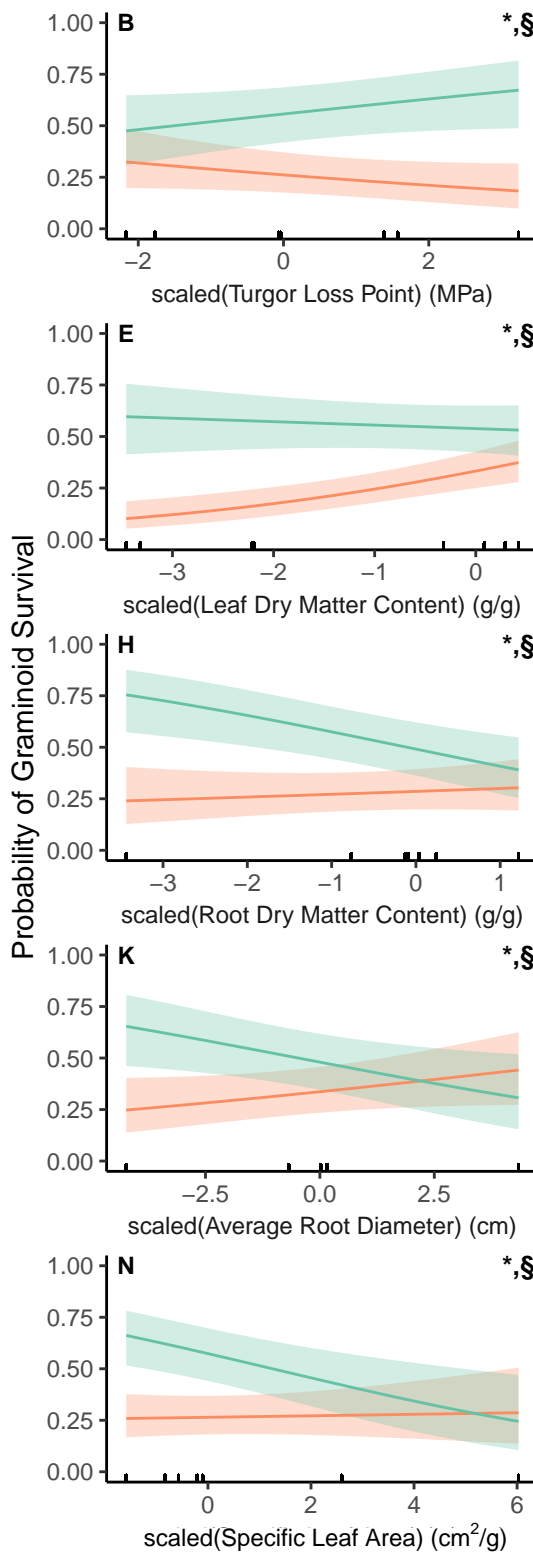 Probability of Graminoid Survival
B
*,§
1.00
0.75
0.50
0.25
0.00
−2 0 2
scaled(Turgor Loss Point) (MPa)
E
*,§
1.00
0.75
0.50
0.25
0.00
−3 −2 −1 0
scaled(Leaf Dry Matter Content) (g/g)
H
*,§
1.00
0.75
0.50
0.25
0.00
−3 −2 −1 0 1
scaled(Root Dry Matter Content) (g/g)
K
*,§
1.00
0.75
0.50
0.25
0.00
−2.5 0.0 2.5
scaled(Average Root Diameter) (cm)
N
*,§
1.00
0.75
0.50
0.25
0.00
0 2 4 6
scaled(Specific Leaf Area) (cm²/g)